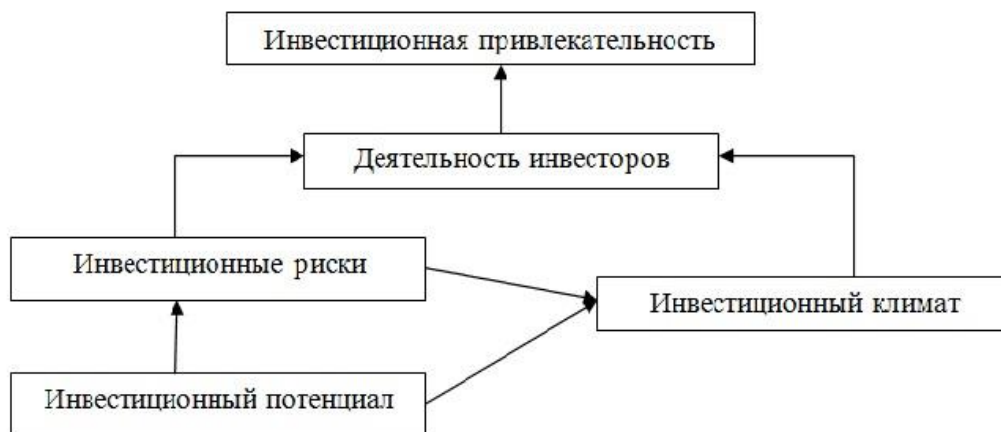 Инвестиционная привлекательность
Деятельность инвесторов
Инвестиционные риски
Инвестиционный климат
Инвестиционный потенциал